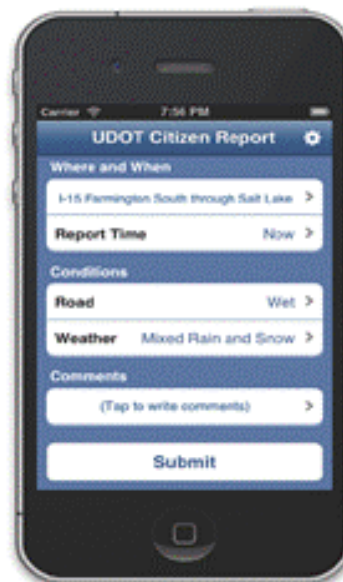 Carrier 7:56 PM
UDOT Citizen Report
Where and When
I-15 Farmington South through Salt Lake >
Report Time Now >
Conditions
Road Wet >
Weather Mixed Rain and Snow >
Comments
(Tap to write comments) >
Submit